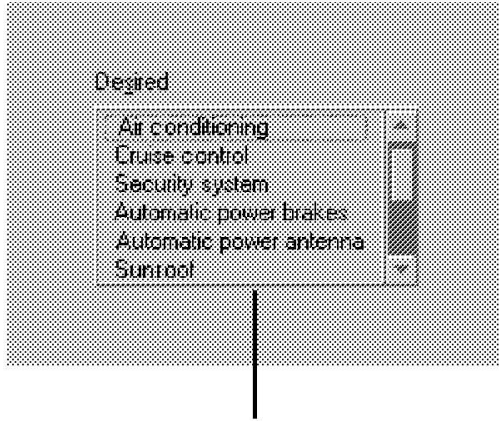 Desired
Air conditioning
Cruise control
Security system
Automatic power brakes
Automatic power antenna
Sunroof